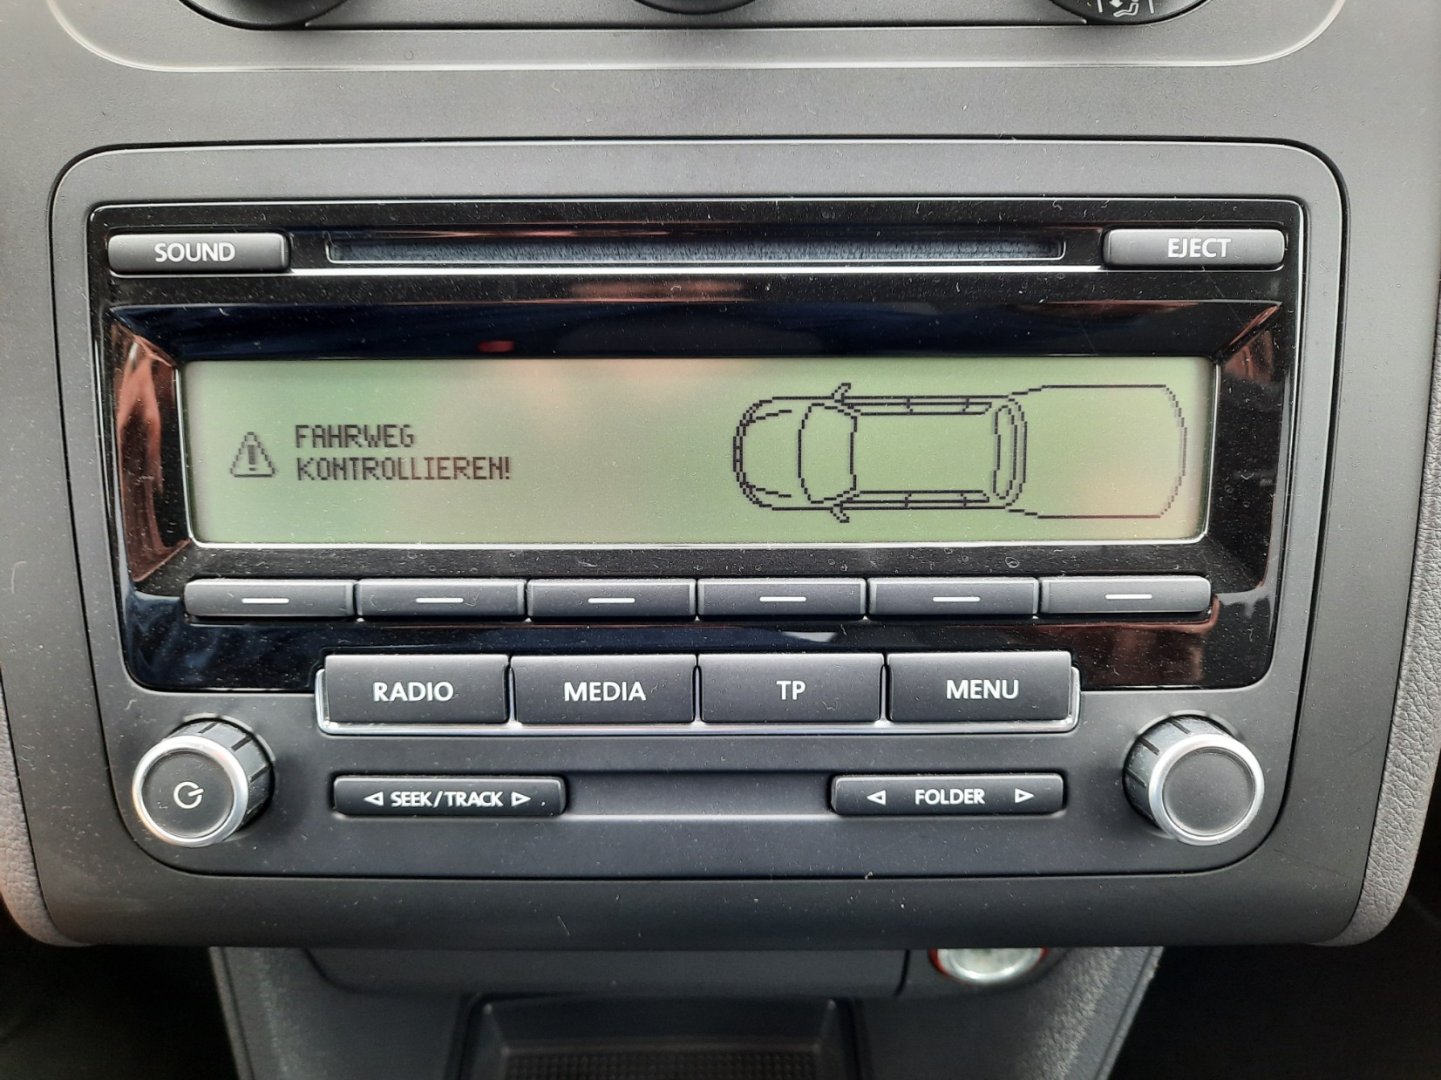 SOUND
EJECT
FAHRWEG
KONTROLLIEREN!
RADIO
MEDIA
TP
MENU
SEEK/TRACK
FOLDER